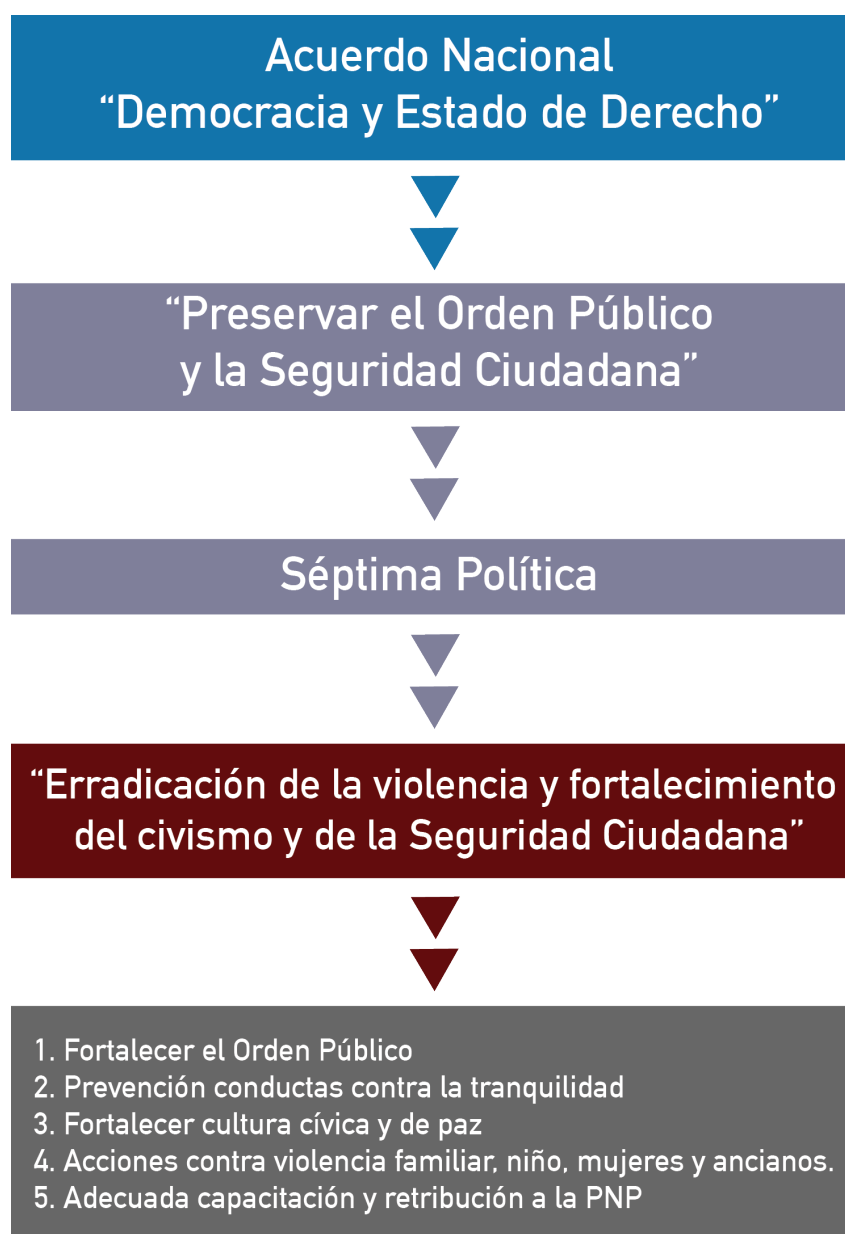 Acuerdo Nacional
“Democracia y Estado de Derecho”
“Preservar el Orden Público
y la Seguridad Ciudadana”
Séptima Política
“Erradicación de la violencia y fortalecimiento
del civismo y de la Seguridad Ciudadana”
1. Fortalecer el Orden Público
2. Prevención conductas contra la tranquilidad
3. Fortalecer cultura cívica y de paz
4. Acciones contra violencia familiar, niño, mujeres y ancianos.
5. Adecuada capacitación y retribución a la PNP